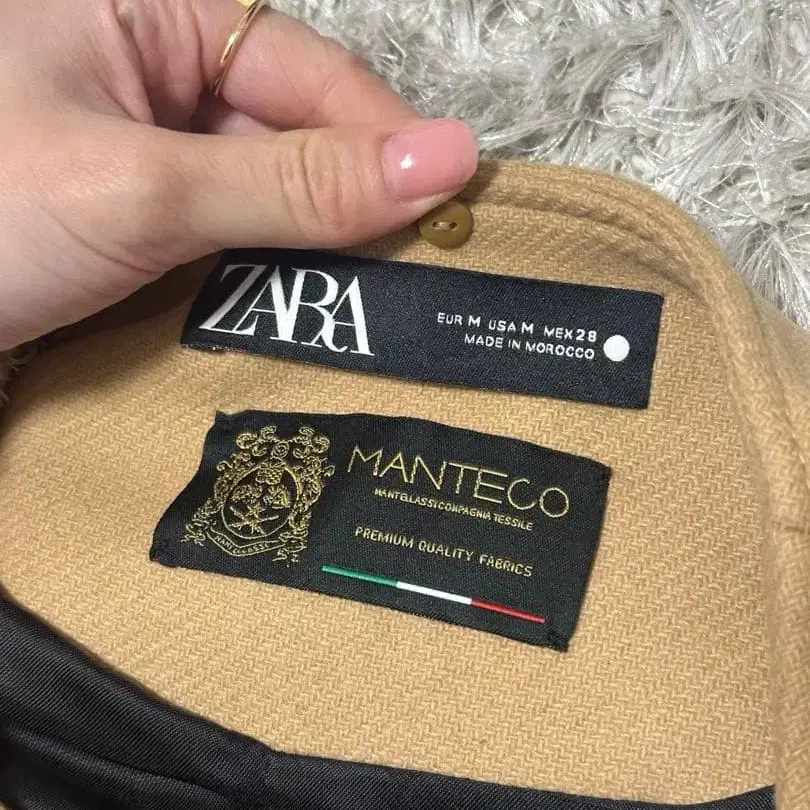 ZARA
EUR M USA M MEX 28
MADE IN MOROCCO
MANTECO
MANTELLASSI COMPAGNIA TESSILE
PREMIUM QUALITY FABRICS